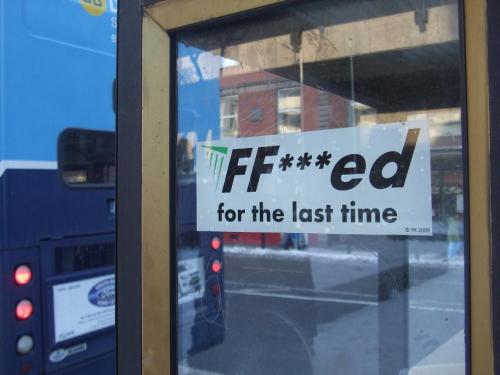 FF***ed
for the last time
© PK 2009